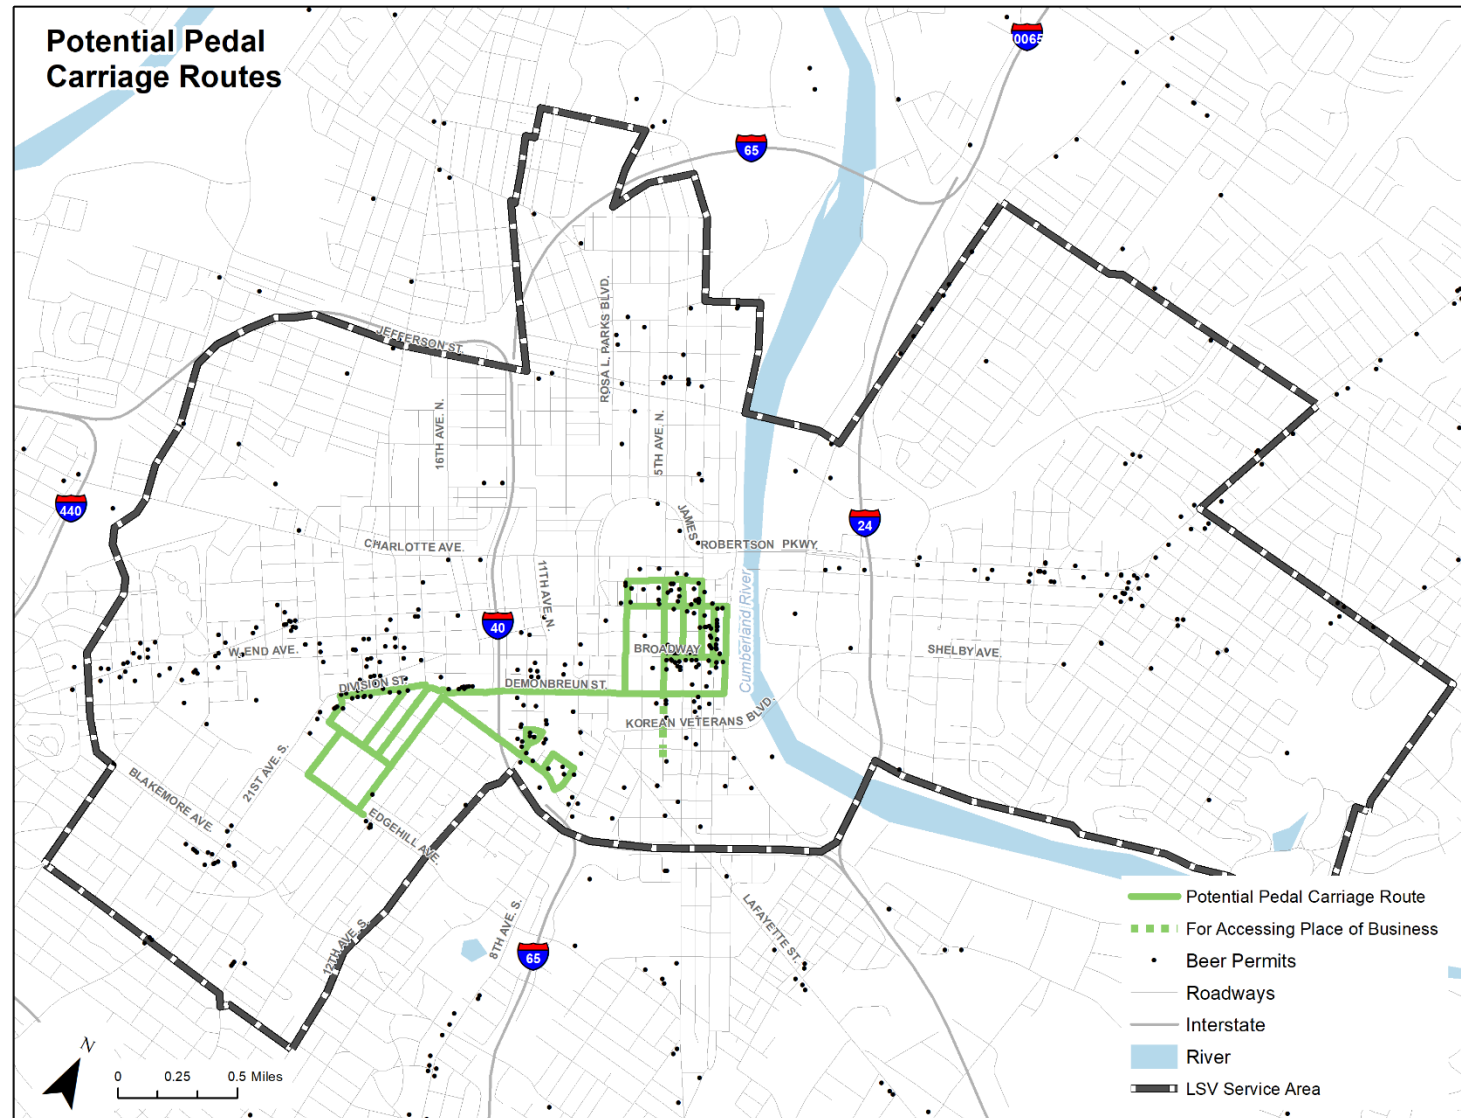 Potential Pedal
Carriage Routes
0065
65
JEFFERSON ST.
ROSA L. PARKS BLVD.
16TH AVE. N.
5TH AVE. N.
440
JAMES
ROBERTSON PKWY.
24
CHARLOTTE AVE.
11TH AVE. N.
40
Cumberland River
W. END AVE.
BROADWAY
SHELBY AVE.
DIVISION ST.
DEMONBREUN ST.
KOREAN VETERANS BLVD.
21ST AVE. S.
BLAKEMORE AVE.
EDGEHILL AVE.
12TH AVE. S.
8TH AVE. S.
65
LAFAYETTE ST.
Potential Pedal Carriage Route
For Accessing Place of Business
Beer Permits
Roadways
Interstate
River
LSV Service Area
N
0 0.25 0.5 Miles